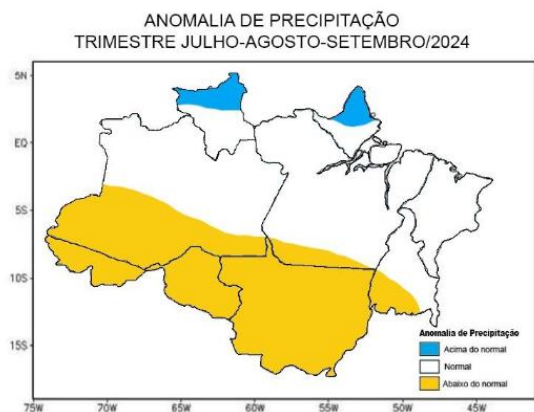 ANOMALIA DE PRECIPITAÇÃO
TRIMESTRE JULHO-AGOSTO-SETEMBRO/2024
5N
EQ
5S
10S
15S
Anomalia de Precipitação
Acima do normal
Normal
Abaixo do normal
75W 70W 65W 60W 55W 50W 45W